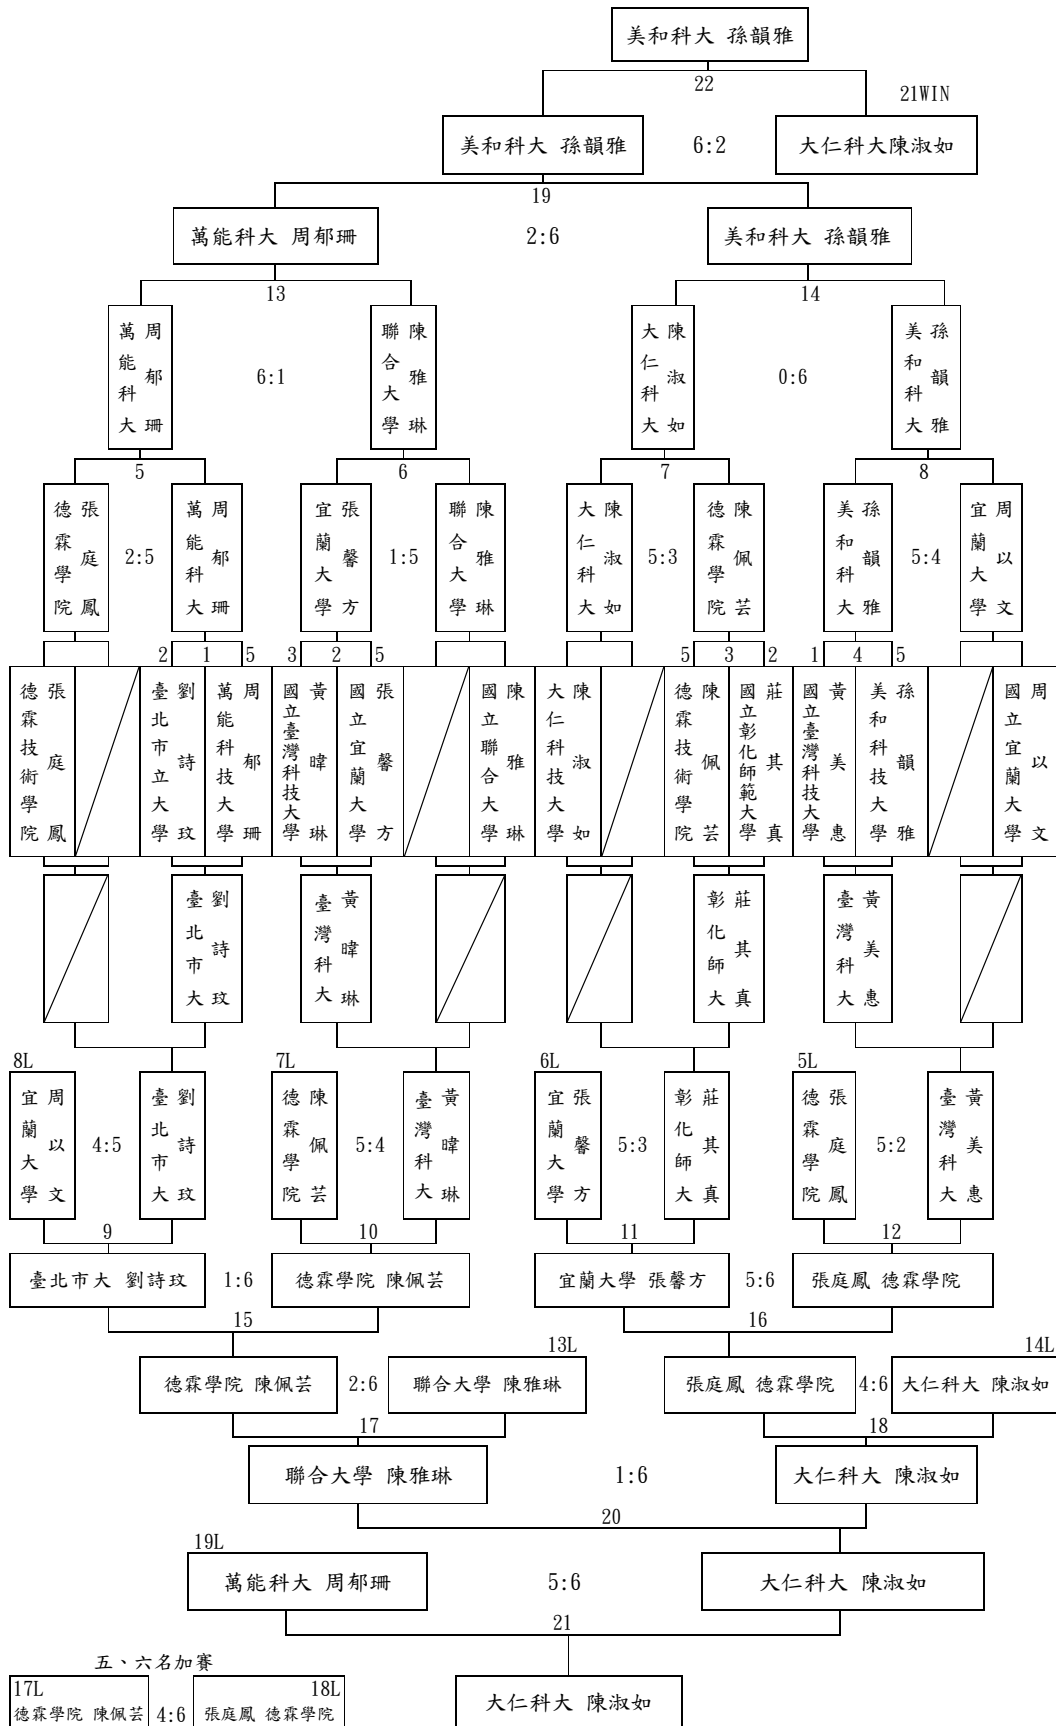 美和科大 孫韻雅
22
21WIN
美和科大 孫韻雅 6:2 大仁科大陳淑如
19
萬能科大 周郁珊 2:6 美和科大 孫韻雅
13 14
萬能科大 周郁珊 6:1 聯合大學 陳雅琳 大仁科大 陳淑如 0:6 美和科大 孫韻雅
5 6 7 8
德霖學院 張庭鳳 2:5 萬能科大 周郁珊 宜蘭大學 張馨方 1:5 聯合大學 陳雅琳 大仁科大 陳淑如 5:3 德霖學院 陳佩芸 美和科大 孫韻雅 5:4 宜蘭大學 周以文
2 1 5 3 2 5 5 3 2 1 4 5
德霖技術學院 張庭鳳 臺北市立大學 劉詩玟 萬能科技大學 周郁珊 國立臺灣科技大學 黃暐琳 國立宜蘭大學 張馨方 國立聯合大學 陳雅琳 大仁科技大學 陳淑如 德霖技術學院 陳佩芸 國立彰化師範大學 莊其真 國立臺灣科技大學 黃美惠 美和科技大學 孫韻雅 國立宜蘭大學 周以文
臺北市大 劉詩玟 臺灣科大 黃暐琳 彰化師大 莊其真 臺灣科大 黃美惠
8L 7L 6L 5L
宜蘭大學 周以文 4:5 臺北市大 劉詩玟 德霖學院 陳佩芸 5:4 臺灣科大 黃暐琳 宜蘭大學 張馨方 5:3 彰化師大 莊其真 德霖學院 張庭鳳 5:2 臺灣科大 黃美惠
9 10 11 12
臺北市大 劉詩玟 1:6 德霖學院 陳佩芸 宜蘭大學 張馨方 5:6 張庭鳳 德霖學院
15 16
13L 14L
德霖學院 陳佩芸 2:6 聯合大學 陳雅琳 張庭鳳 德霖學院 4:6 大仁科大 陳淑如
17 18
聯合大學 陳雅琳 1:6 大仁科大 陳淑如
20
19L
萬能科大 周郁珊 5:6 大仁科大 陳淑如
21
五、六名加賽
17L 18L
德霖學院 陳佩芸 4:6 張庭鳳 德霖學院 大仁科大 陳淑如